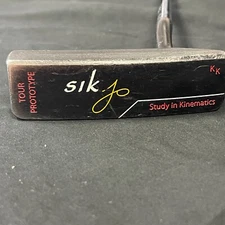 TOUR
PROTOTYPE
sik jo
KK
Study in Kinematics